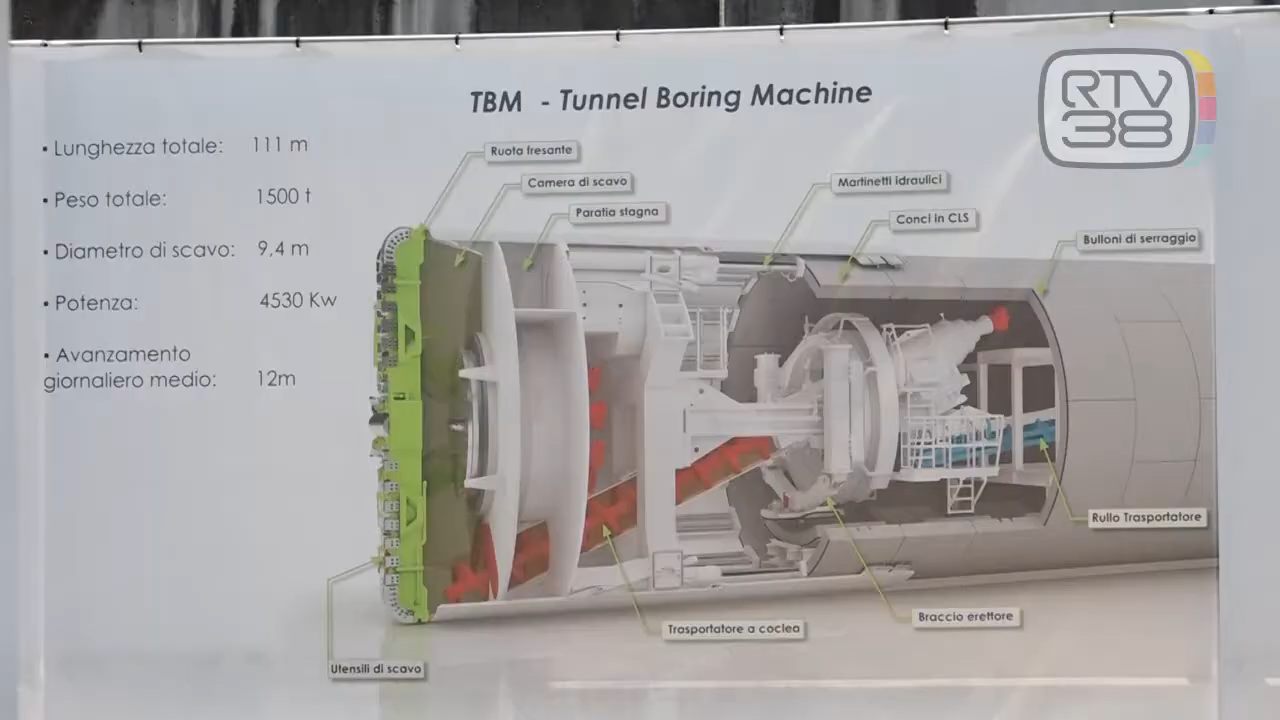 TBM - Tunnel Boring Machine
RTV
38
• Lunghezza totale: 111 m
• Peso totale: 1500 t
• Diametro di scavo: 9,4 m
• Potenza: 4530 Kw
• Avanzamento
giornaliero medio: 12m
Ruota fresante
Camera di scavo
Paratia stagna
Martinetti idraulici
Conci in CLS
Bulloni di serraggio
Rullo Trasportatore
Braccio erettore
Trasportatore a coclea
Utensili di scavo